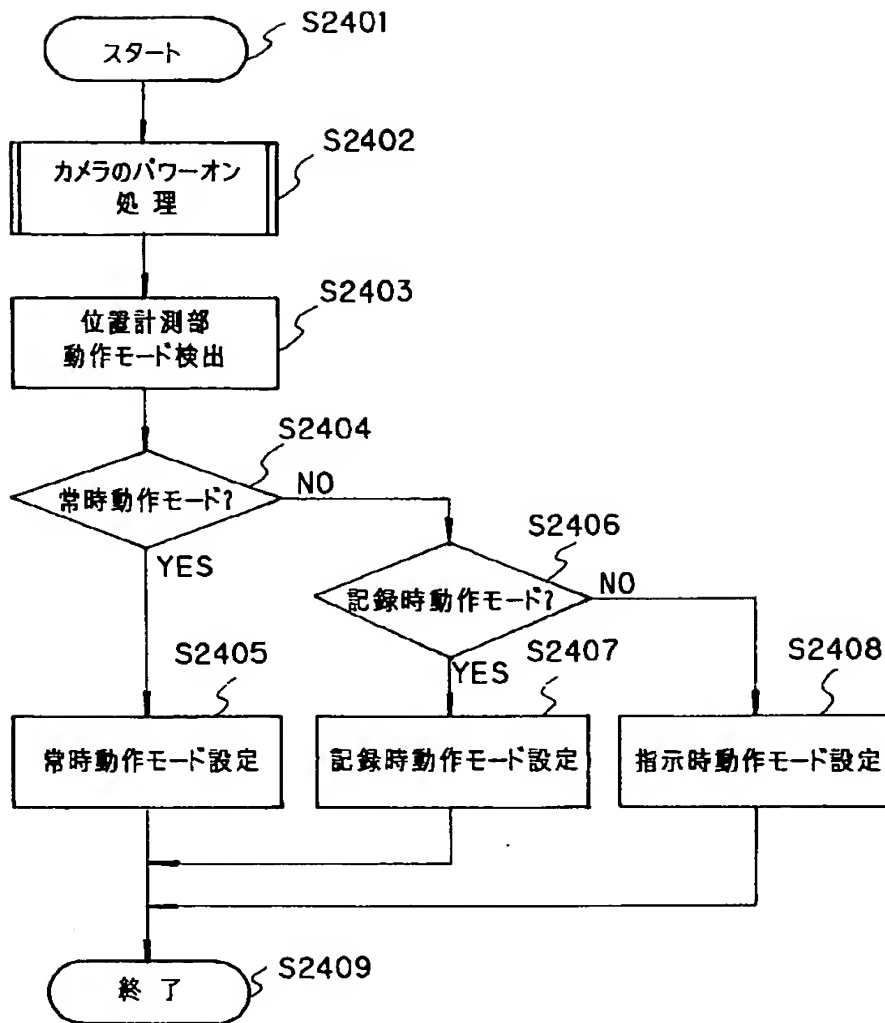 S2401
スタート
S2402
カメラのパワーオン
処理
S2403
位置計測部
動作モード検出
S2404
常時動作モード?
NO
YES
S2406
記録時動作モード?
NO
YES
S2405
常時動作モード設定
S2407
記録時動作モード設定
S2408
指示時動作モード設定
S2409
終了